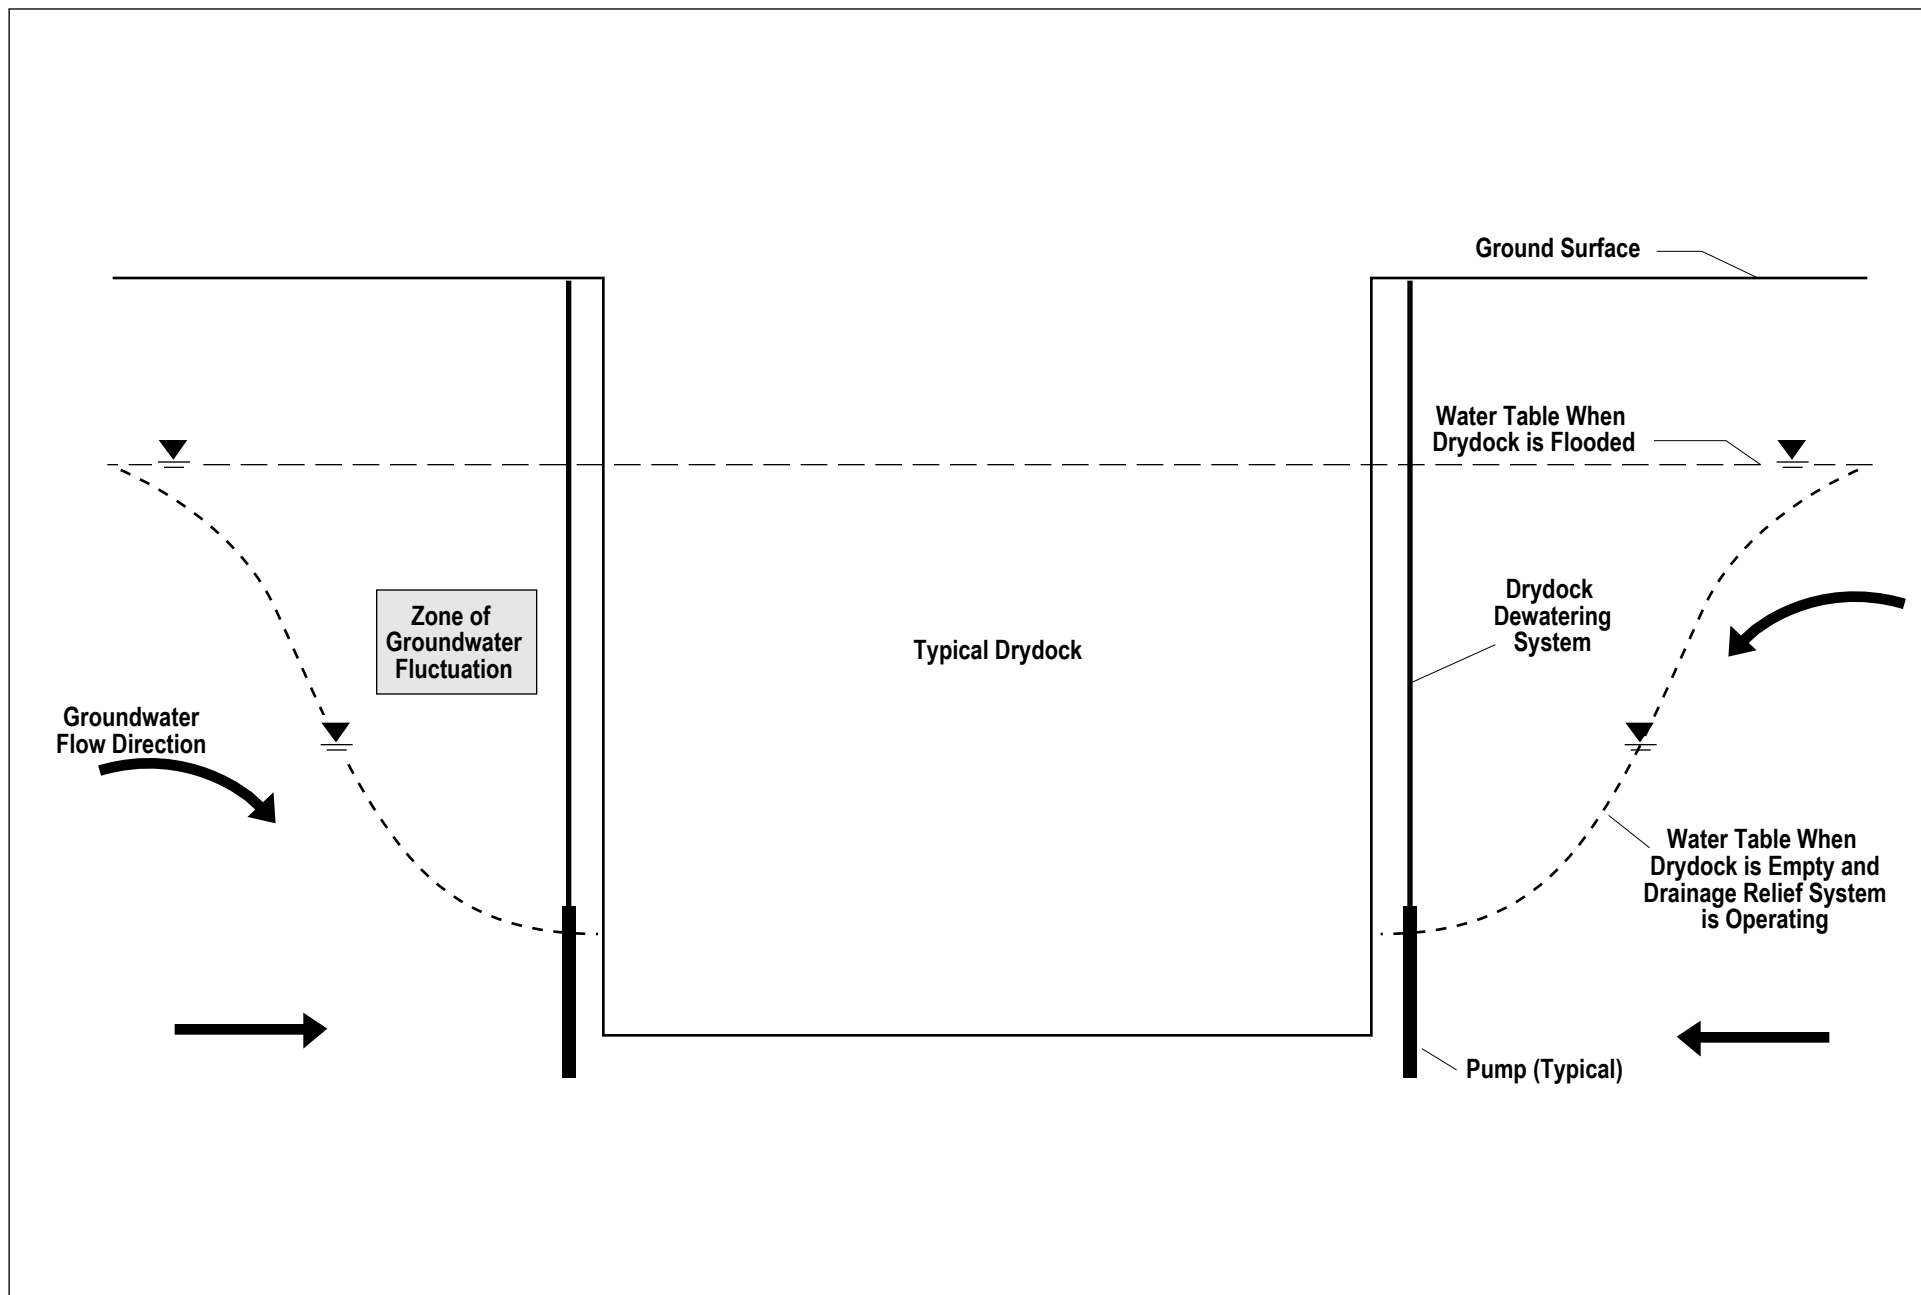 Ground Surface
Water Table When
Drydock is Flooded
Zone of
Groundwater
Fluctuation
Typical Drydock
Drydock
Dewatering
System
Groundwater
Flow Direction
Water Table When
Drydock is Empty and
Drainage Relief System
is Operating
Pump (Typical)